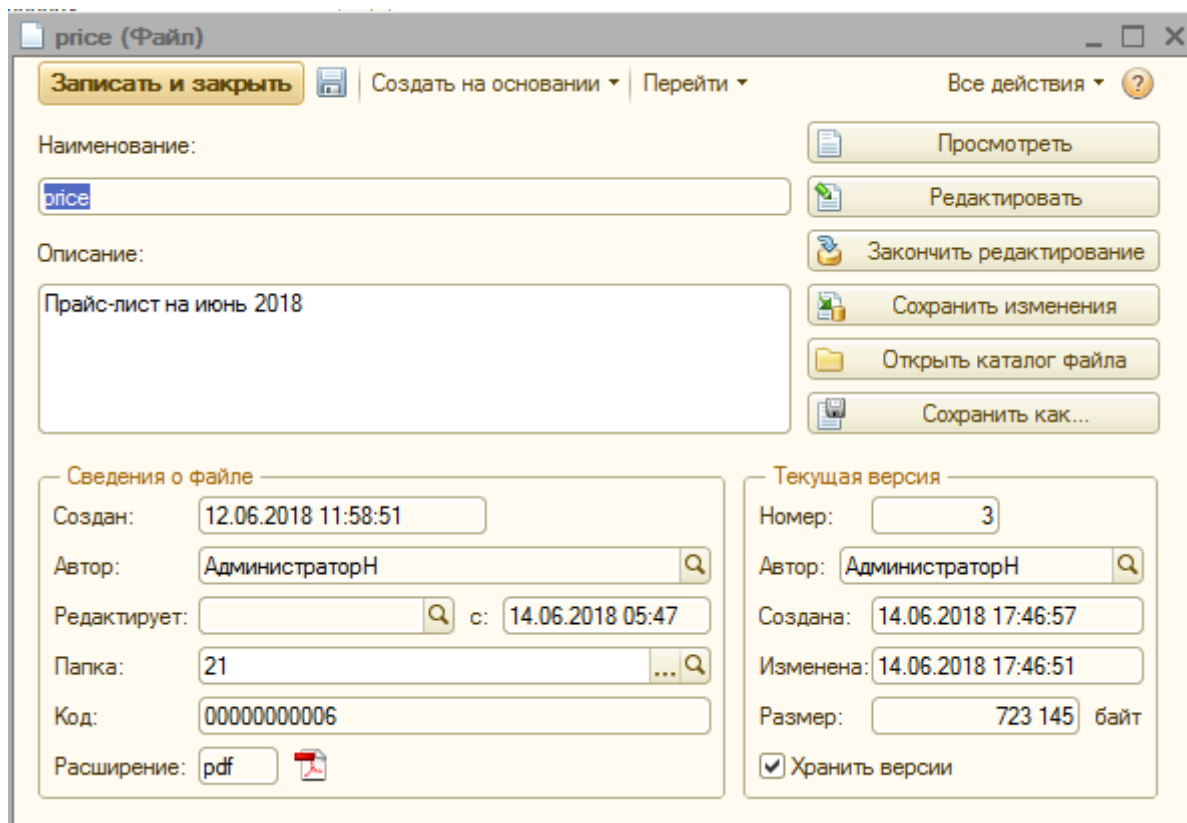 price (Файл)
Записать и закрыть Создать на основании Перейти Все действия ?
Наименование: Просмотреть
price Редактировать
Описание: Закончить редактирование
Прайс-лист на июнь 2018 Сохранить изменения
Открыть каталог файла
Сохранить как...
Сведения о файле
Создан: 12.06.2018 11:58:51
Автор: АдминистраторН
Редактирует: с: 14.06.2018 05:47
Папка: 21 ...
Код: 00000000006
Расширение: pdf
Текущая версия
Номер: 3
Автор: АдминистраторН
Создана: 14.06.2018 17:46:57
Изменена: 14.06.2018 17:46:51
Размер: 723 145 байт
Хранить версии